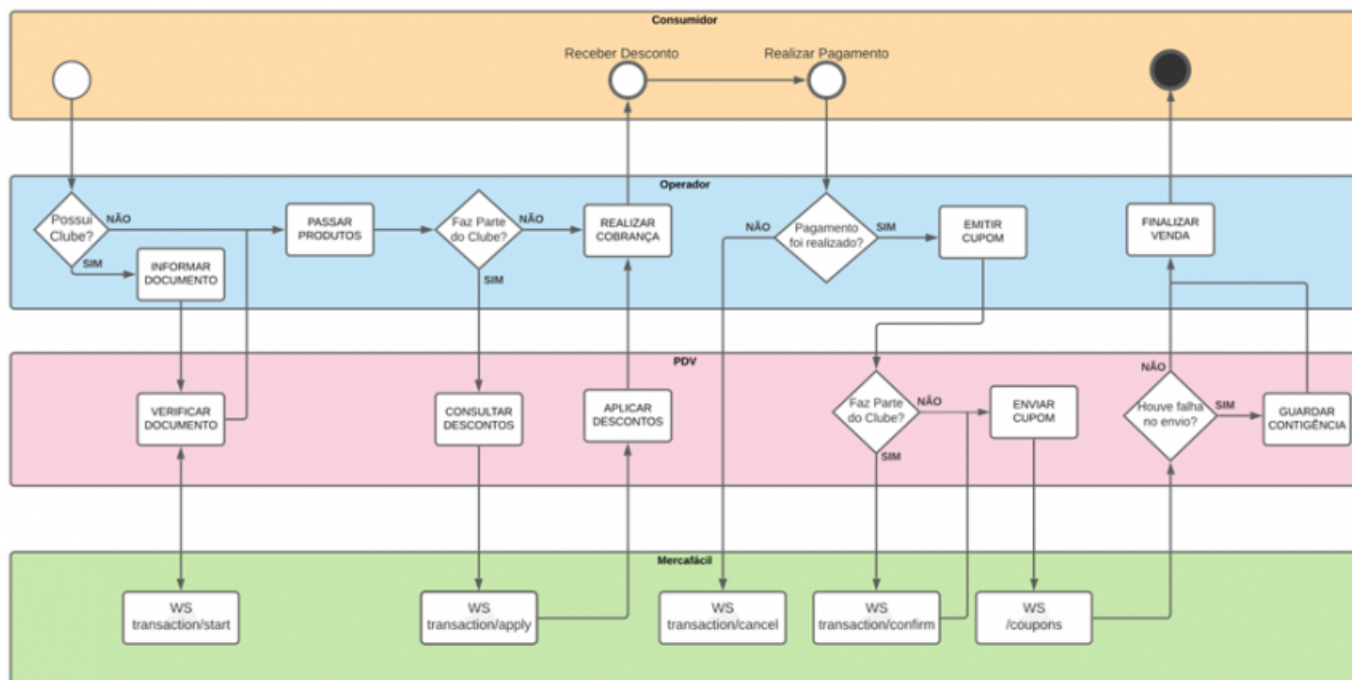 Consumidor
Receber Desconto
Realizar Pagamento
Operador
Possui
Clube?
NÃO
SIM
INFORMAR
DOCUMENTO
PASSAR
PRODUTOS
Faz Parte
do Clube?
NÃO
SIM
REALIZAR
COBRANÇA
NÃO
Pagamento
foi realizado?
SIM
EMITIR
CUPOM
FINALIZAR
VENDA
PDV
VERIFICAR
DOCUMENTO
CONSULTAR
DESCONTOS
APLICAR
DESCONTOS
Faz Parte
do Clube?
NÃO
SIM
ENVIAR
CUPOM
NÃO
Houve falha
no envio?
SIM
GUARDAR
CONTIGÊNCIA
Mercafácil
WS
transaction/start
WS
transaction/apply
WS
transaction/cancel
WS
transaction/confirm
WS
/coupons